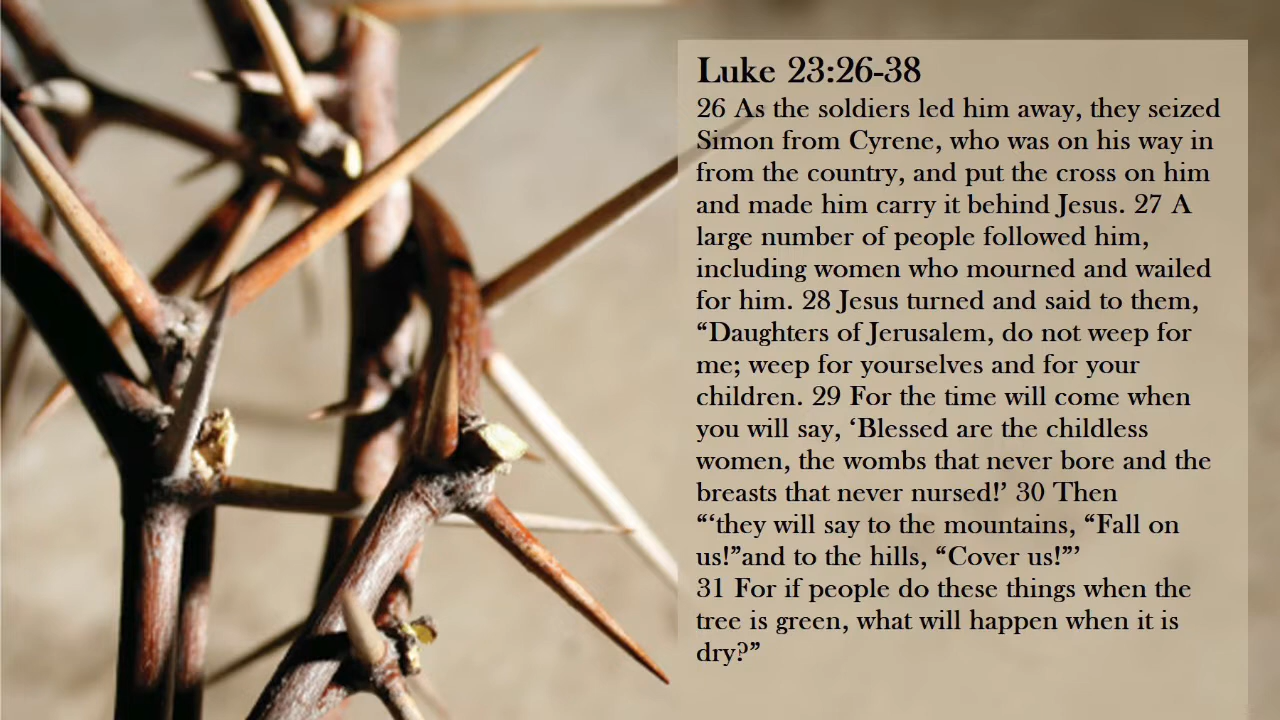 Luke 23:26-38
26 As the soldiers led him away, they seized
Simon from Cyrene, who was on his way in
from the country, and put the cross on him
and made him carry it behind Jesus. 27 A
large number of people followed him,
including women who mourned and wailed
for him. 28 Jesus turned and said to them,
“Daughters of Jerusalem, do not weep for
me; weep for yourselves and for your
children. 29 For the time will come when
you will say, ‘Blessed are the childless
women, the wombs that never bore and the
breasts that never nursed!’ 30 Then
“‘they will say to the mountains, “Fall on
us!”and to the hills, “Cover us!”’
31 For if people do these things when the
tree is green, what will happen when it is
dry?”